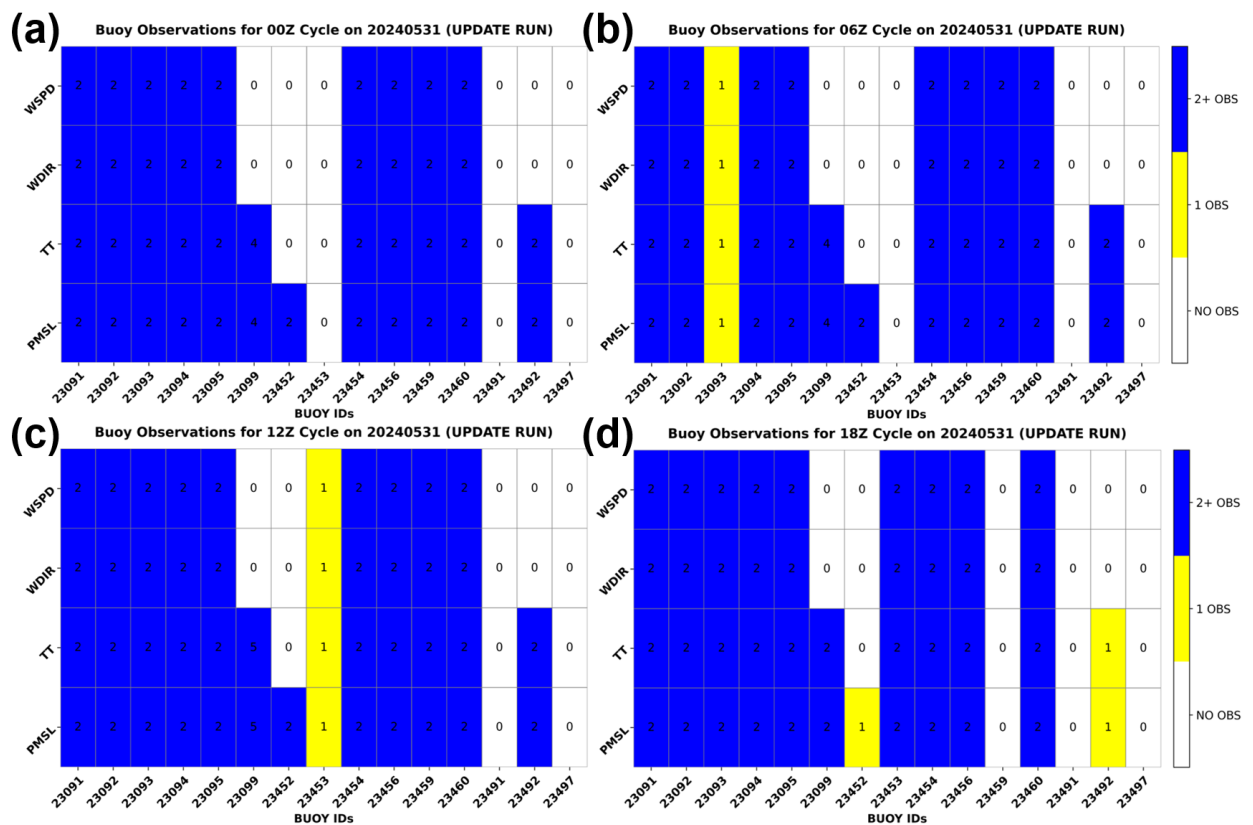 (a)
Buoy Observations for 00Z Cycle on 20240531 (UPDATE RUN)
WSPD 2 2 2 2 2 0 0 0 2 2 2 2 0 0 0
WDIR 2 2 2 2 2 0 0 0 2 2 2 2 0 0 0
TT 2 2 2 2 2 4 0 0 2 2 2 2 0 2 0
PMSL 2 2 2 2 2 4 2 0 2 2 2 2 0 2 0
23091 23092 23093 23094 23095 23099 23452 23453 23454 23456 23459 23460 23491 23492 23497
BUOY IDs
(b)
Buoy Observations for 06Z Cycle on 20240531 (UPDATE RUN)
WSPD 2 2 1 2 2 0 0 0 2 2 2 2 0 0 0
WDIR 2 2 1 2 2 0 0 0 2 2 2 2 0 0 0
TT 2 2 1 2 2 4 0 0 2 2 2 2 0 2 0
PMSL 2 2 1 2 2 4 2 0 2 2 2 2 0 2 0
23091 23092 23093 23094 23095 23099 23452 23453 23454 23456 23459 23460 23491 23492 23497
BUOY IDs
2+ OBS
1 OBS
NO OBS
(c)
Buoy Observations for 12Z Cycle on 20240531 (UPDATE RUN)
WSPD 2 2 2 2 2 0 0 1 2 2 2 2 0 0 0
WDIR 2 2 2 2 2 0 0 1 2 2 2 2 0 0 0
TT 2 2 2 2 2 5 0 1 2 2 2 2 0 2 0
PMSL 2 2 2 2 2 5 2 1 2 2 2 2 0 2 0
23091 23092 23093 23094 23095 23099 23452 23453 23454 23456 23459 23460 23491 23492 23497
BUOY IDs
(d)
Buoy Observations for 18Z Cycle on 20240531 (UPDATE RUN)
WSPD 2 2 2 2 2 0 0 2 2 2 0 2 0 0 0
WDIR 2 2 2 2 2 0 0 2 2 2 0 2 0 0 0
TT 2 2 2 2 2 2 0 2 2 2 0 2 0 1 0
PMSL 2 2 2 2 2 2 1 2 2 2 0 2 0 1 0
23091 23092 23093 23094 23095 23099 23452 23453 23454 23456 23459 23460 23491 23492 23497
BUOY IDs
2+ OBS
1 OBS
NO OBS